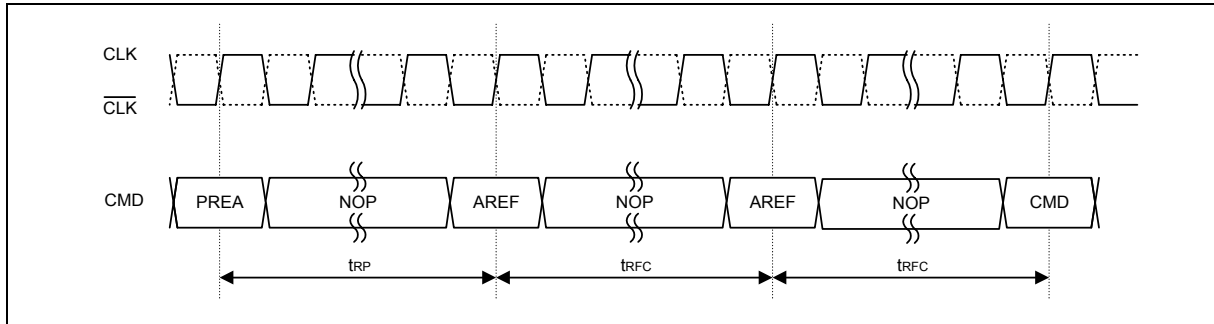 CLK
CLK
CMD
PREA NOP AREF NOP AREF NOP CMD
tRP tRFC tRFC